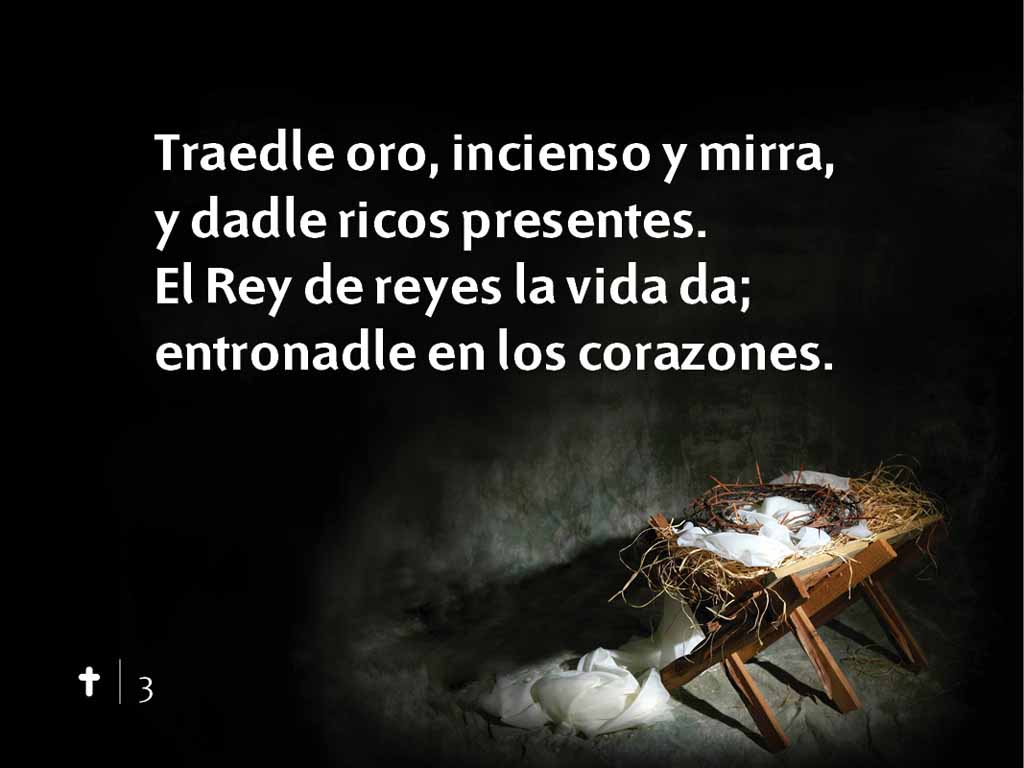 Traedle oro, incienso y mirra,
y dadle ricos presentes.
El Rey de reyes la vida da;
entronadle en los corazones.
3